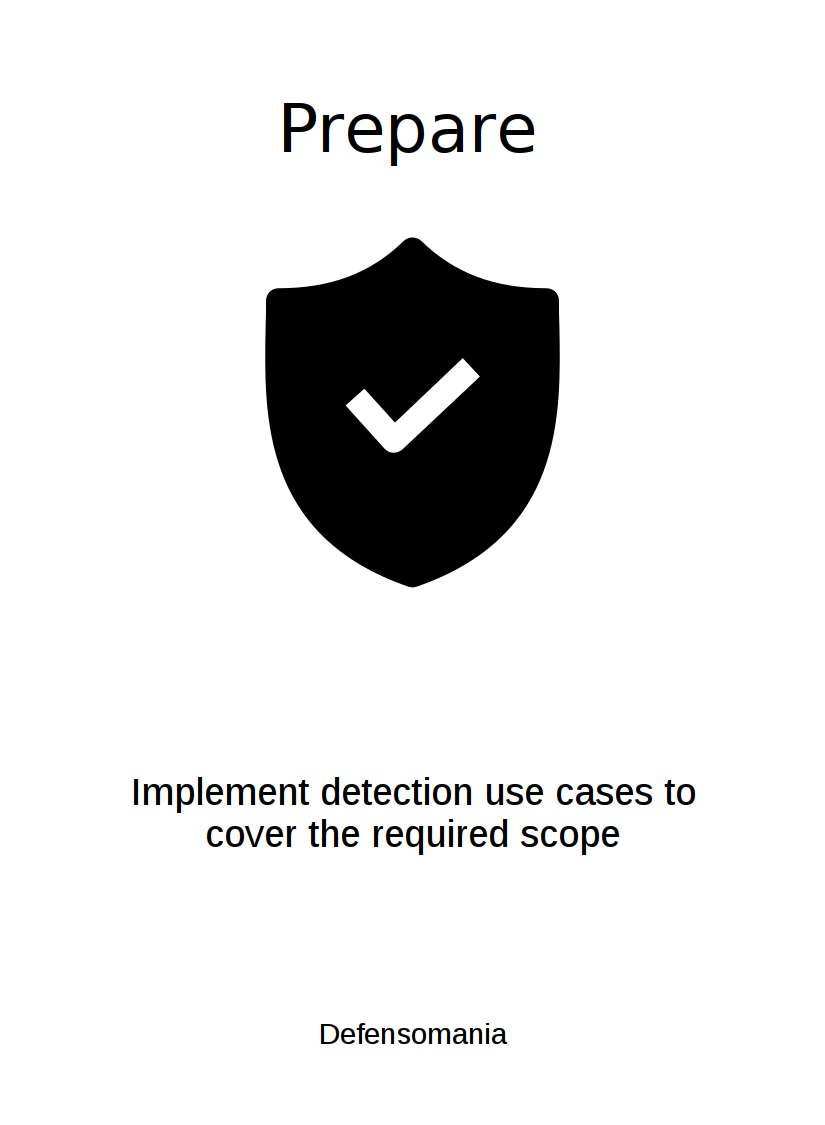 Prepare
Implement detection use cases to
cover the required scope
Defensomania